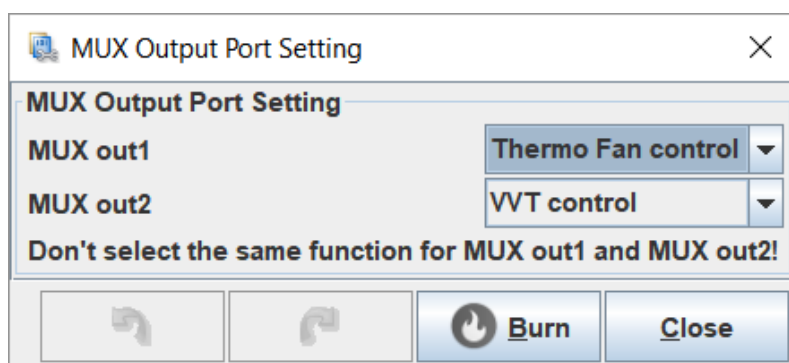 MUX Output Port Setting
MUX Output Port Setting
MUX out1 Thermo Fan control
MUX out2 VVT control
Don't select the same function for MUX out1 and MUX out2!
Burn Close